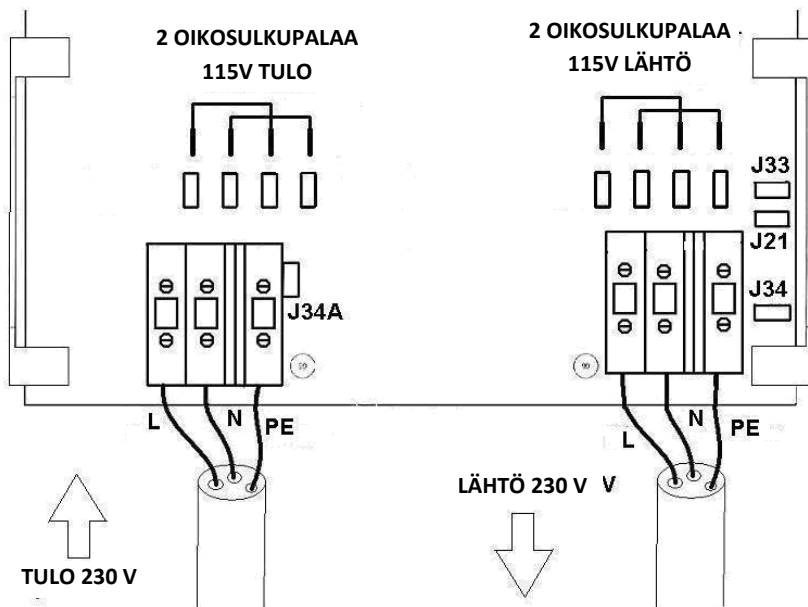 2 OIKOSULKUPALAA
115V TULO
2 OIKOSULKUPALAA
115V LÄHTÖ
J33
J21
J34
J34A
L
N
PE
L
N
PE
TULO 230 V
LÄHTÖ 230 V V